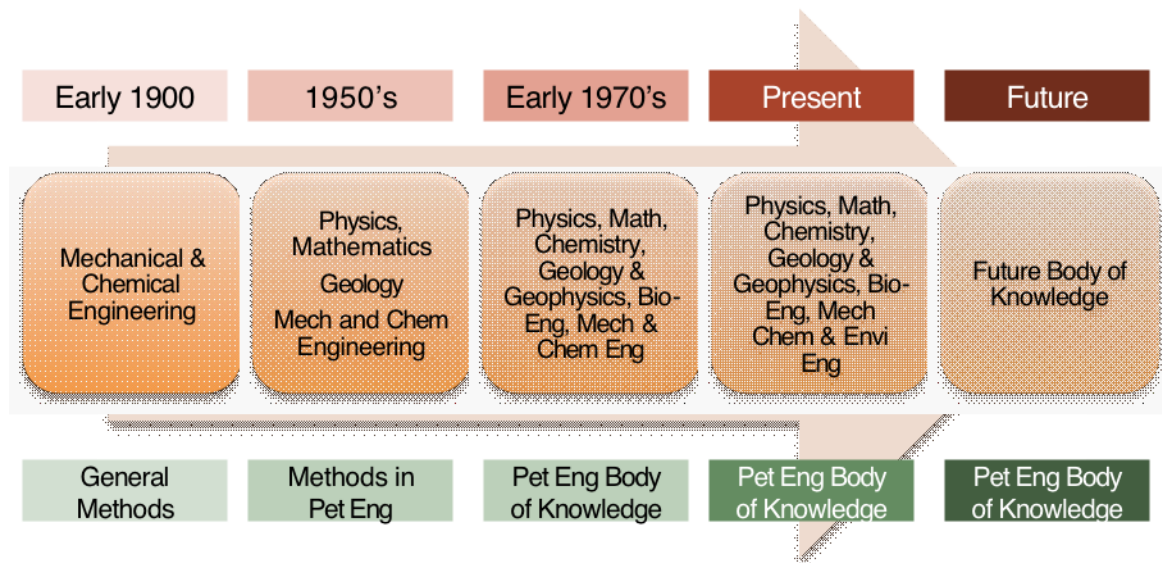 Early 1900
1950's
Early 1970's
Present
Future
Mechanical &
Chemical
Engineering
Physics,
Mathematics
Geology
Mech and Chem
Engineering
Physics, Math,
Chemistry,
Geology &
Geophysics, Bio-
Eng, Mech &
Chem Eng
Physics, Math,
Chemistry,
Geology &
Geophysics, Bio-
Eng, Mech
Chem & Envi
Eng
Future Body of
Knowledge
General
Methods
Methods in
Pet Eng
Pet Eng Body
of Knowledge
Pet Eng Body
of Knowledge
Pet Eng Body
of Knowledge